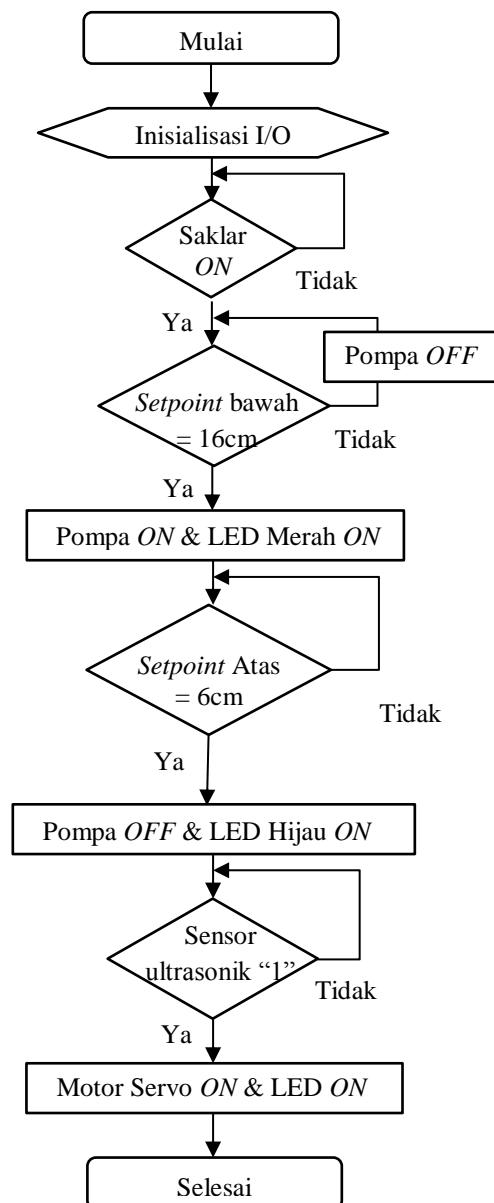 Mulai
Inisialisasi I/O
Saklar
ON
Tidak
Ya
Pompa OFF
Setpoint bawah
= 16cm
Tidak
Ya
Pompa ON & LED Merah ON
Setpoint Atas
= 6cm
Tidak
Ya
Pompa OFF & LED Hijau ON
Sensor
ultrasonik “1”
Tidak
Ya
Motor Servo ON & LED ON
Selesai